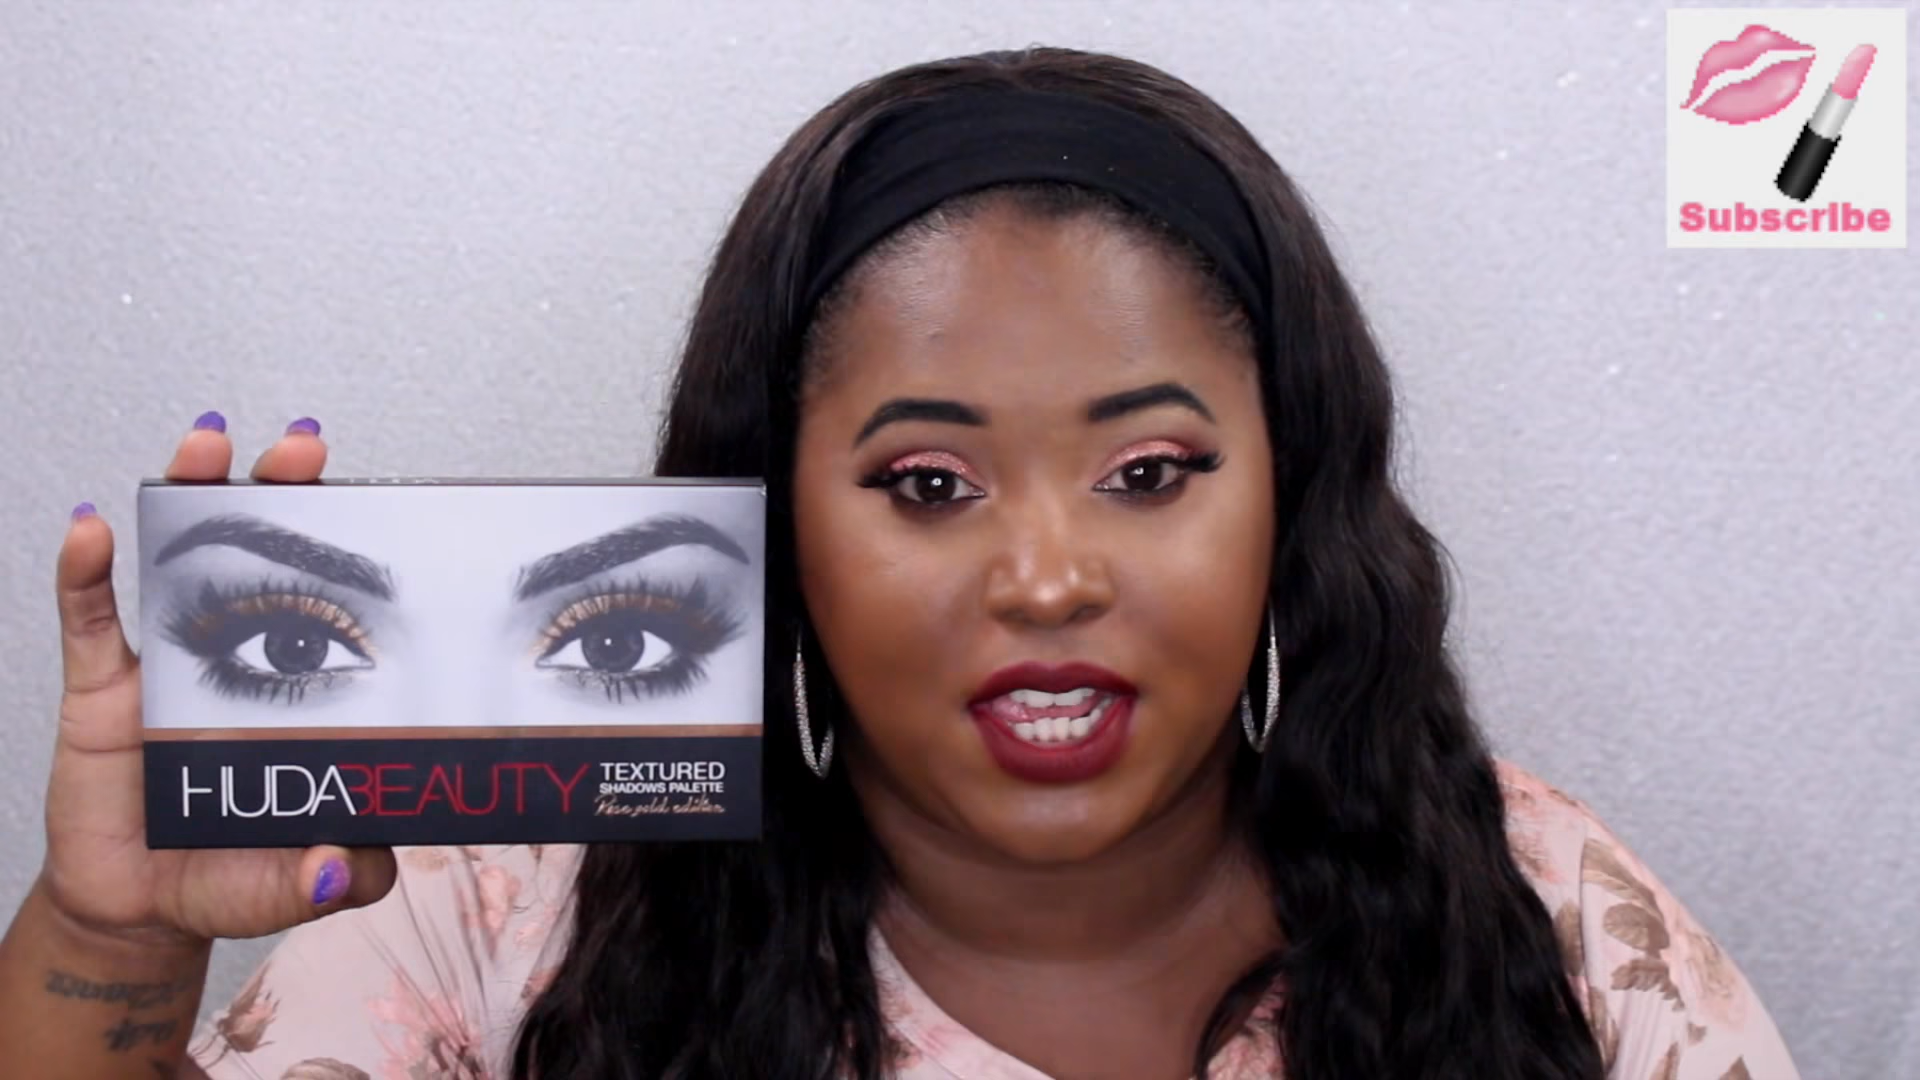 Subscribe
HUDABEAUTY
TEXTURED
SHADOWS PALETTE
Rose gold edition